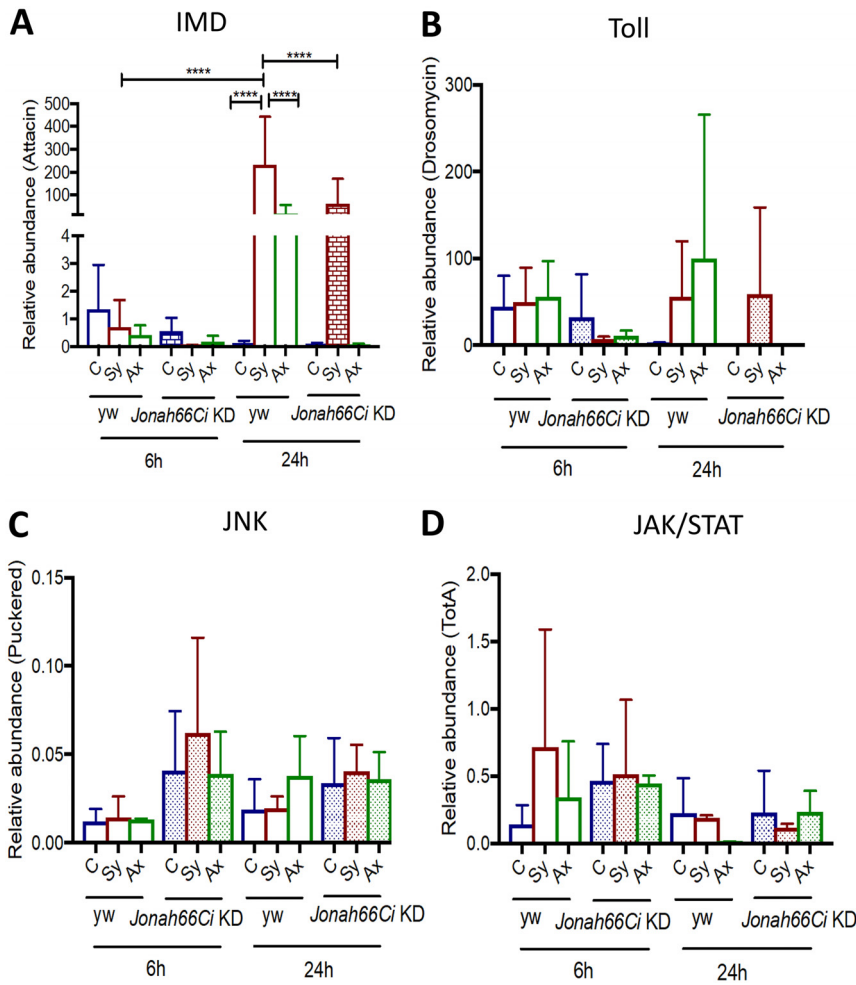 A
IMD
Relative abundance (Attacin)
**** ****
**** ****
500
400
300
200
100
4
3
2
1
0
C Sy Ax C Sy Ax C Sy Ax C Sy Ax
yw Jonah66Ci KD yw Jonah66Ci KD
6h 24h
B
Toll
Relative abundance (Drosomycin)
300
200
100
0
C Sy Ax C Sy Ax C Sy Ax C Sy Ax
yw Jonah66Ci KD yw Jonah66Ci KD
6h 24h
C
JNK
Relative abundance (Puckered)
0.15
0.10
0.05
0.00
C Sy Ax C Sy Ax C Sy Ax C Sy Ax
yw Jonah66Ci KD yw Jonah66Ci KD
6h 24h
D
JAK/STAT
Relative abundance (TotA)
2.0
1.5
1.0
0.5
0.0
C Sy Ax C Sy Ax C Sy Ax C Sy Ax
yw Jonah66Ci KD yw Jonah66Ci KD
6h 24h